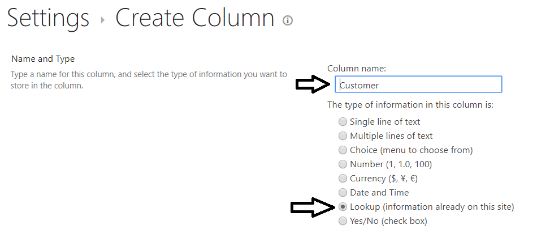 Settings › Create Column
Name and Type
Type a name for this column, and select the type of information you want to
store in the column.
Column name:
Customer
The type of information in this column is:
Single line of text
Multiple lines of text
Choice (menu to choose from)
Number (1, 1.0, 100)
Currency ($, ¥, €)
Date and Time
Lookup (information already on this site)
Yes/No (check box)